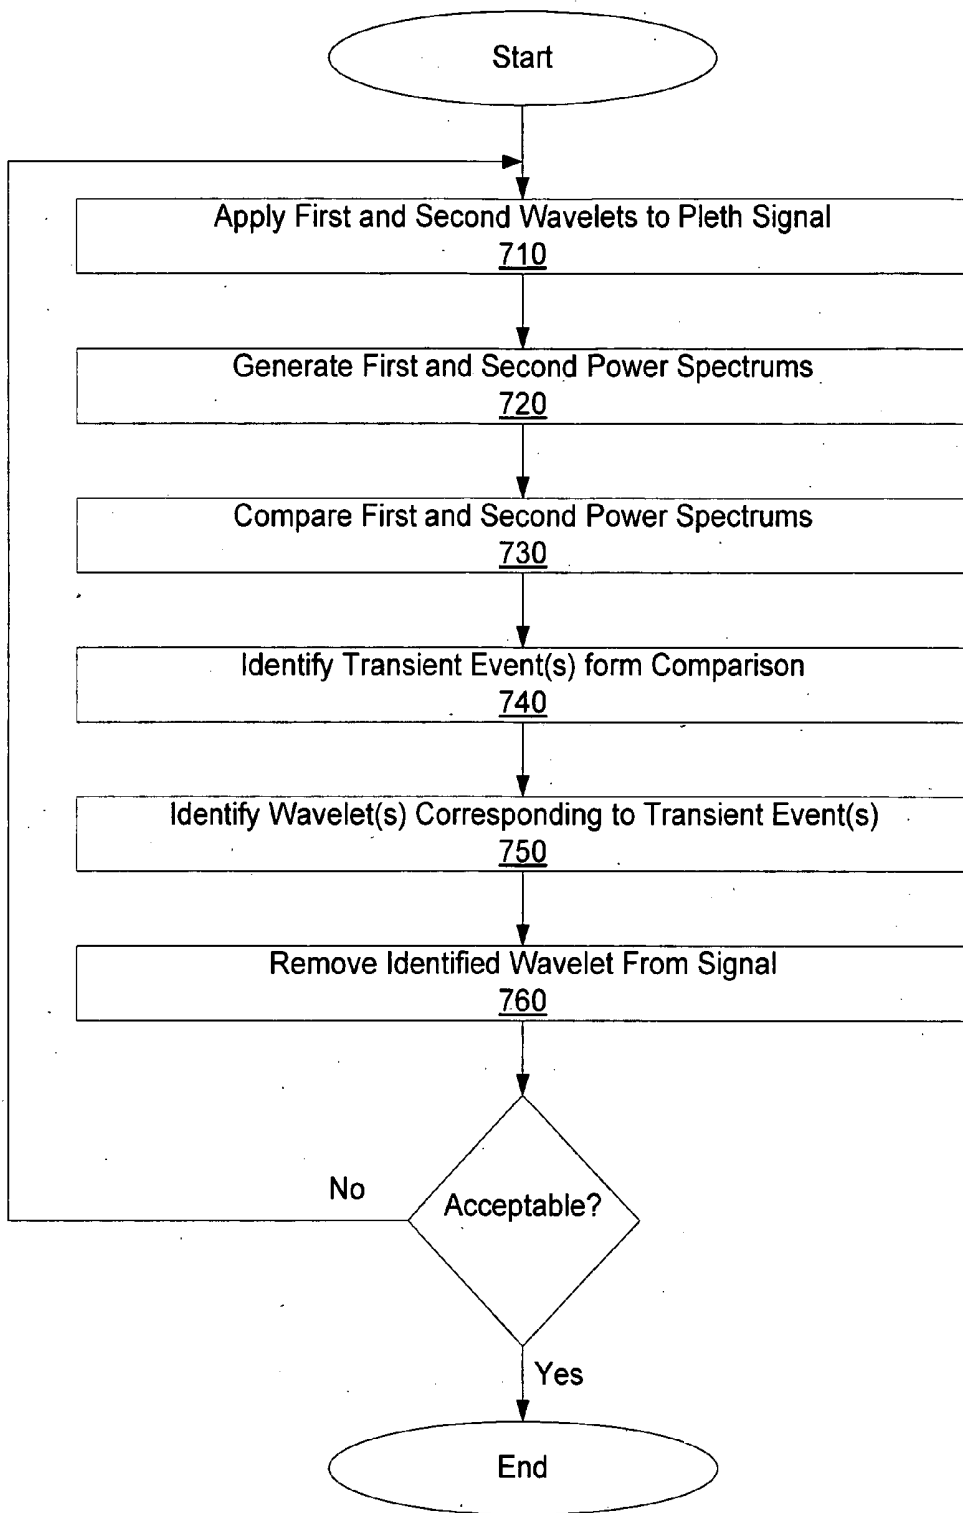 Start
Apply First and Second Wavelets to Pleth Signal
710
Generate First and Second Power Spectrums
720
Compare First and Second Power Spectrums
730
Identify Transient Event(s) form Comparison
740
Identify Wavelet(s) Corresponding to Transient Event(s)
750
Remove Identified Wavelet From Signal
760
No
Acceptable?
Yes
End